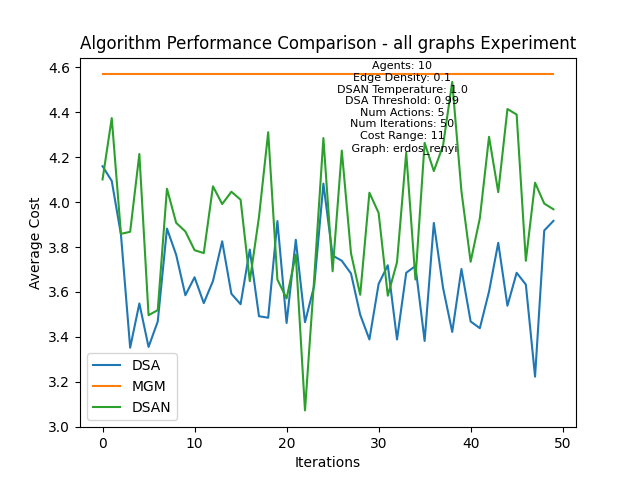 Algorithm Performance Comparison - all graphs Experiment
Agents: 10
Edge Density: 0.1
DSAN Temperature: 1.0
DSA Threshold: 0.99
Num Actions: 5
Num Iterations: 50
Cost Range: 11
Graph: erdos_renyi
4.6
4.4
4.2
4.0
3.8
3.6
3.4
3.2
3.0
Average Cost
DSA
MGM
DSAN
0 10 20 30 40 50
Iterations